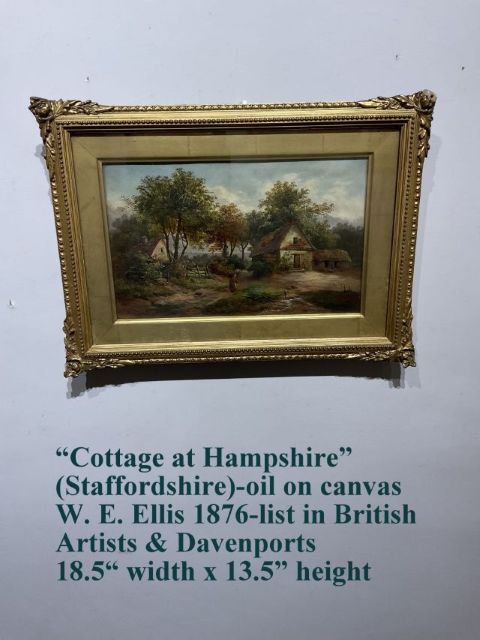 “Cottage at Hampshire”
(Staffordshire)-oil on canvas
W. E. Ellis 1876-list in British
Artists & Davenports
18.5“ width x 13.5” height